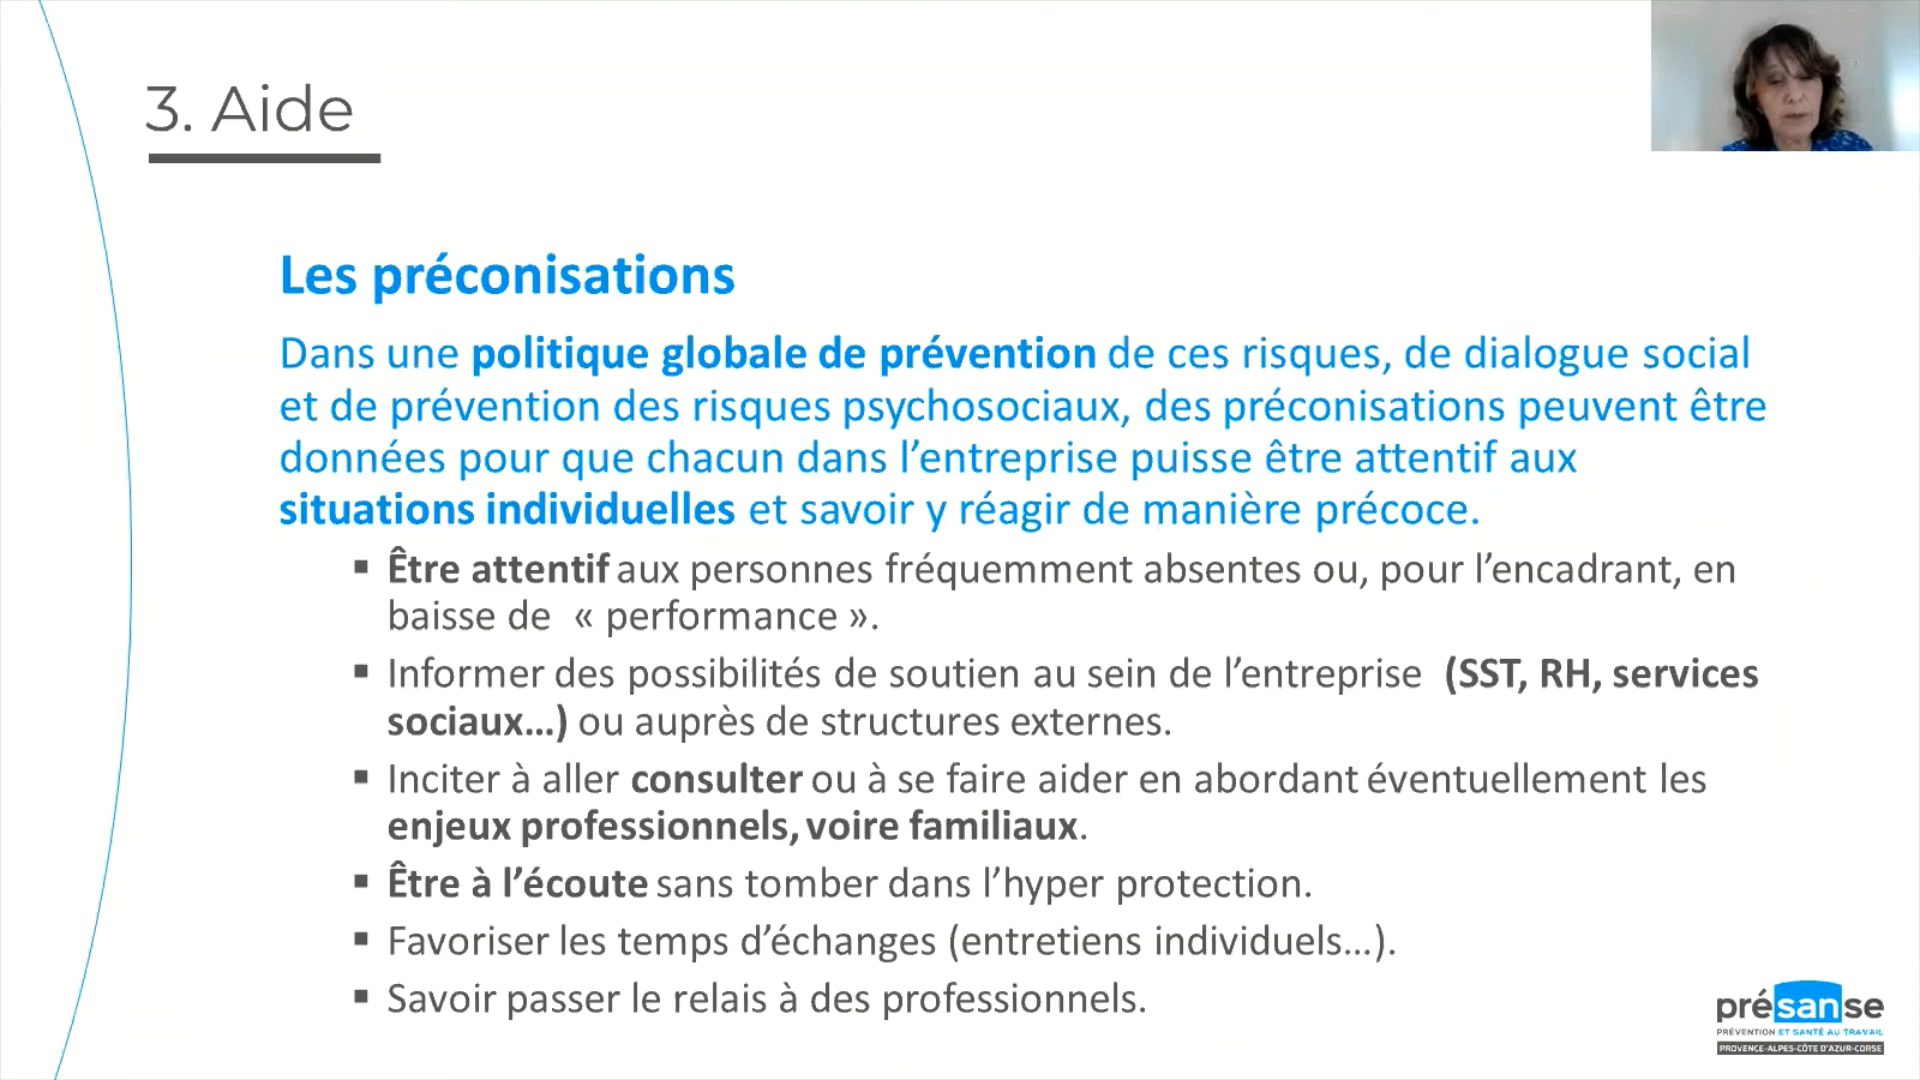 3. Aide
Les préconisations
Dans une politique globale de prévention de ces risques, de dialogue social
et de prévention des risques psychosociaux, des préconisations peuvent être
données pour que chacun dans l’entreprise puisse être attentif aux
situations individuelles et savoir y réagir de manière précoce.
▪ Être attentif aux personnes fréquemment absentes ou, pour l’encadrant, en
baisse de « performance ».
▪ Informer des possibilités de soutien au sein de l’entreprise (SST, RH, services
sociaux…) ou auprès de structures externes.
▪ Inciter à aller consulter ou à se faire aider en abordant éventuellement les
enjeux professionnels, voire familiaux.
▪ Être à l’écoute sans tomber dans l’hyper protection.
▪ Favoriser les temps d’échanges (entretiens individuels…).
▪ Savoir passer le relais à des professionnels.
présanse
PRÉVENTION ET SANTÉ AU TRAVAIL
PROVENCE-ALPES-CÔTE D'AZUR-CORSE